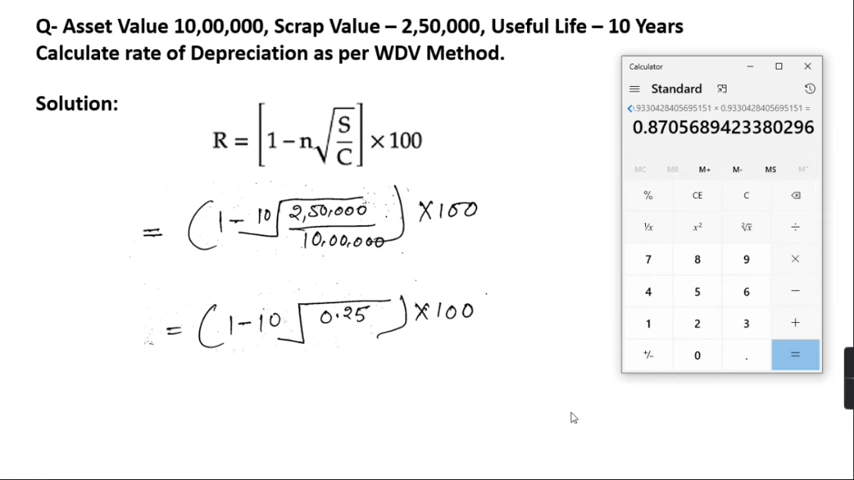 Q- Asset Value 10,00,000, Scrap Value – 2,50,000, Useful Life – 10 Years
Calculate rate of Depreciation as per WDV Method.
Solution:
R = [1 – n√(S/C)] × 100
= (1 – 10√(2,50,000/10,00,000)) × 100
= (1 – 10√(0.25)) × 100
Calculator
Standard
.9330428405695151 × 0.9330428405695151 =
0.8705689423380296
MC MR M+ M- MS M˅
% CE C
¹/x x² ²√x ÷
7 8 9 ×
4 5 6 −
1 2 3 +
+/- 0 . =